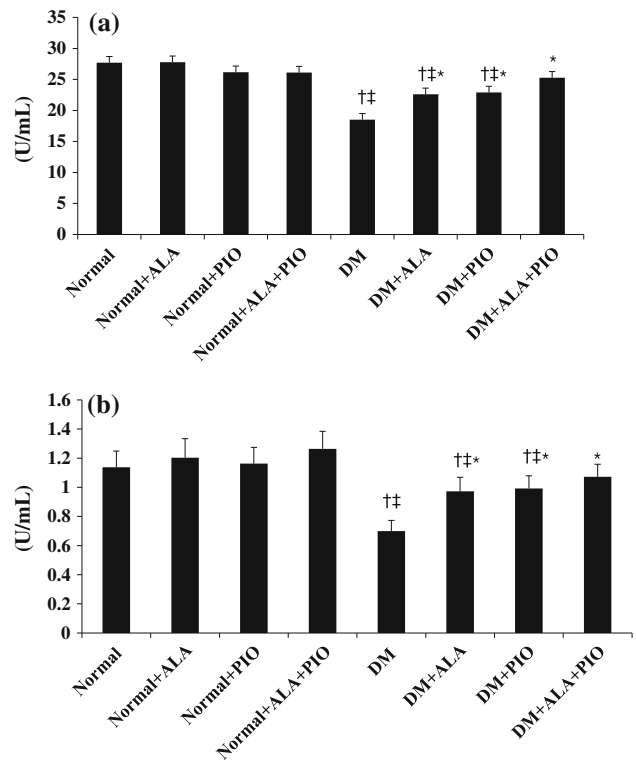 (a)
(U/mL)
35
30
25
20
15
10
5
0
†‡
†‡*
†‡*
*
Normal
Normal+ALA
Normal+PIO
Normal+ALA+PIO
DM
DM+ALA
DM+PIO
DM+ALA+PIO
(b)
(U/mL)
1.6
1.4
1.2
1
0.8
0.6
0.4
0.2
0
†‡
†‡*
†‡*
*
Normal
Normal+ALA
Normal+PIO
Normal+ALA+PIO
DM
DM+ALA
DM+PIO
DM+ALA+PIO